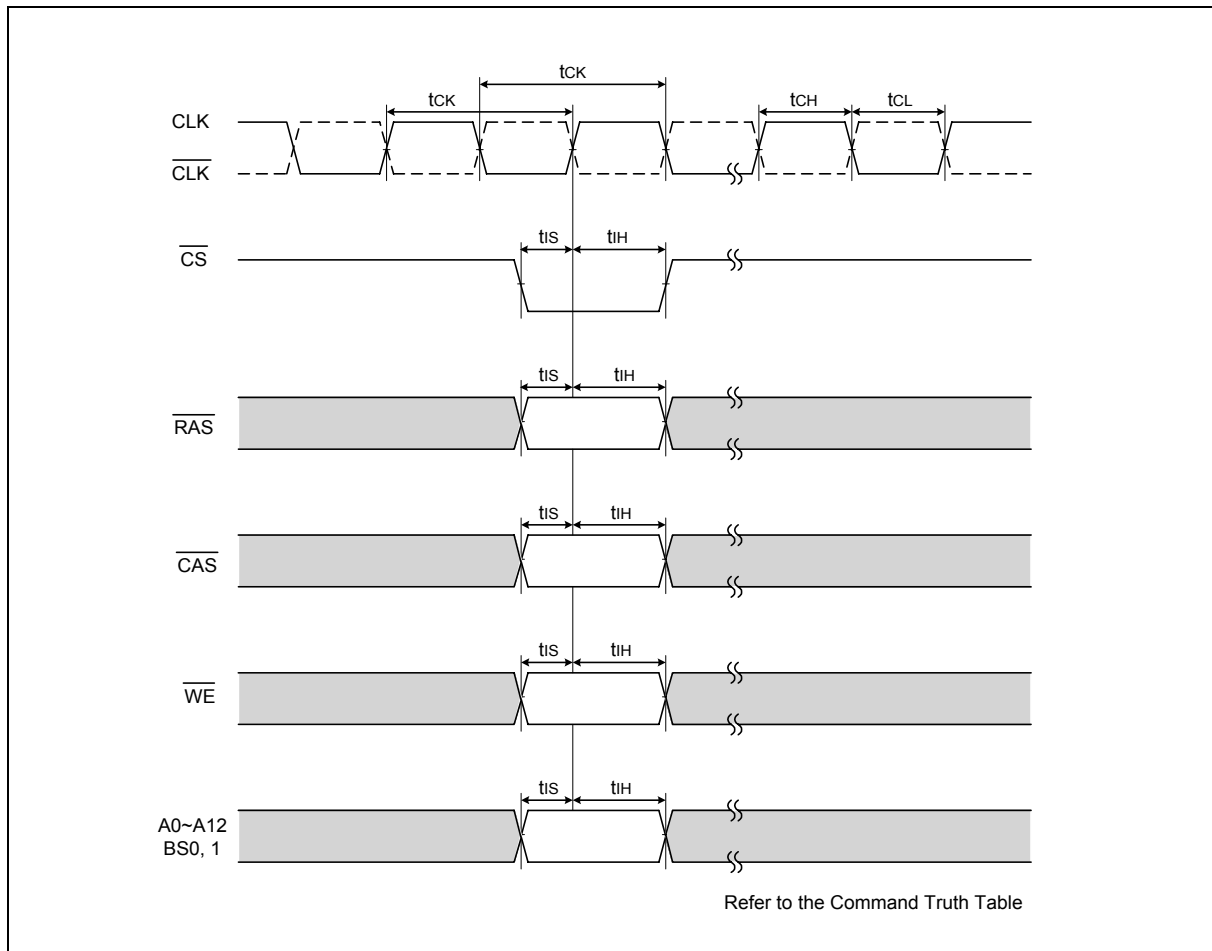 tCK
tCK tCH tCL
CLK
CLK
tIS tIH
CS
tIS tIH
RAS
tIS tIH
CAS
tIS tIH
WE
tIS tIH
A0~A12
BS0, 1
Refer to the Command Truth Table